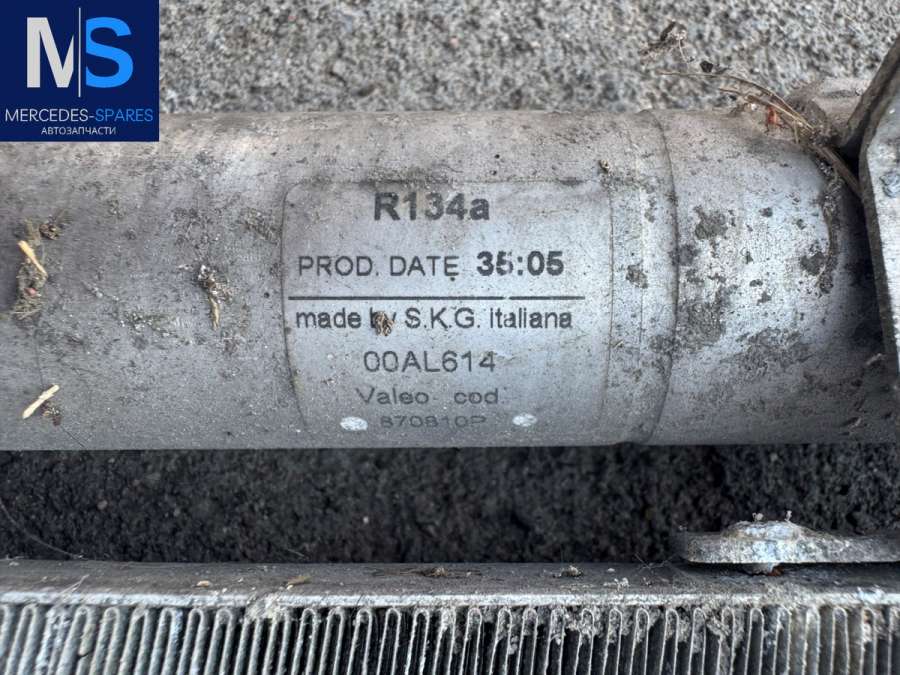 MS
MERCEDES-SPARES
АВТОЗАПЧАСТИ
R134a
PROD. DATE 35:05
made by S.K.G. italiana
00AL614
Valeo cod
870810P